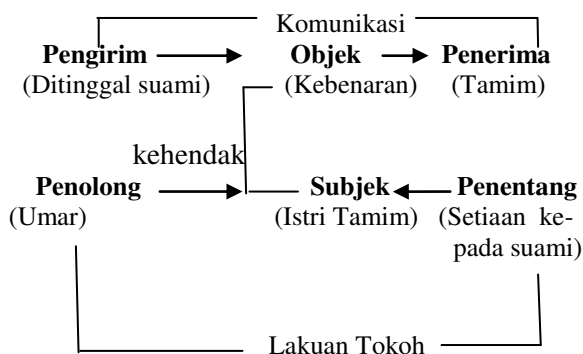 Komunikasi
Pengirim Objek Penerima
(Ditinggal suami) (Kebenaran) (Tamim)
kehendak
Penolong Subjek Penentang
(Umar) (Istri Tamim) (Setiaan ke-
pada suami)
Lakuan Tokoh